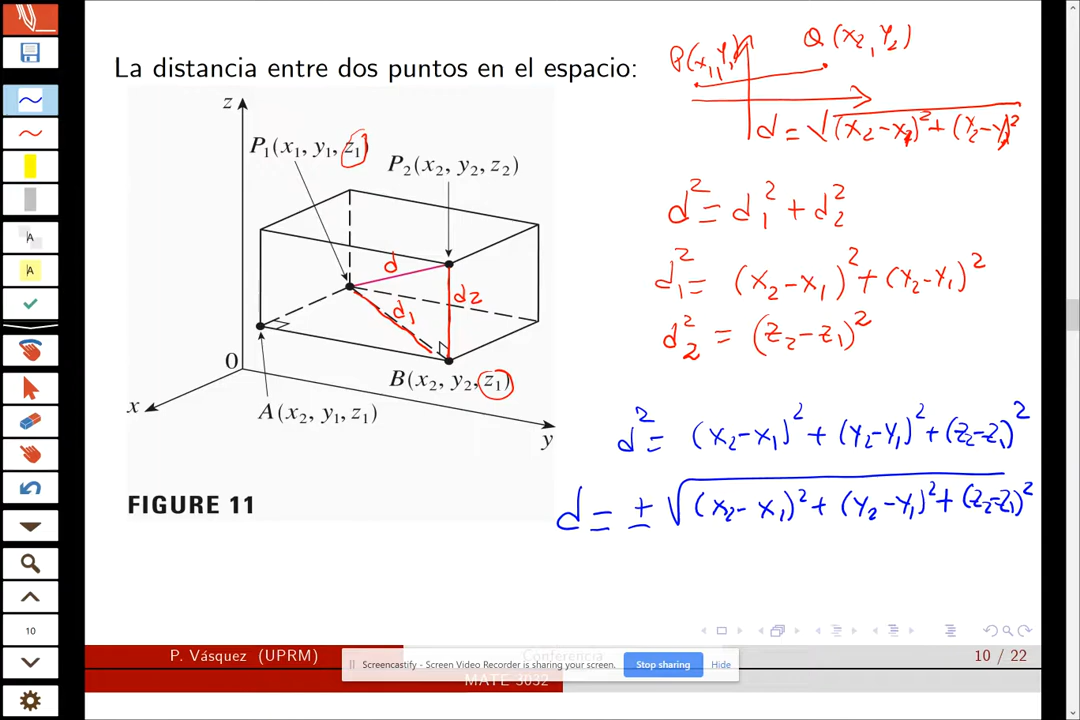 La distancia entre dos puntos en el espacio:
P(x₁, y₁)
Q(x₂, y₂)
d = √(x₂−x₁)² + (y₂−y₁)²
z
P₁(x₁, y₁, z₁)
P₂(x₂, y₂, z₂)
d
d₁
d₂
0
B(x₂, y₂, z₁)
x
A(x₂, y₁, z₁)
y
FIGURE 11
d² = d₁² + d₂²
d₁² = (x₂−x₁)² + (y₂−y₁)²
d₂² = (z₂−z₁)²
d² = (x₂−x₁)² + (y₂−y₁)² + (z₂−z₁)²
d = ± √(x₂−x₁)² + (y₂−y₁)² + (z₂−z₁)²
A
A
10
P. Vásquez (UPRM)
Conferencia
10 / 22
Screencastify - Screen Video Recorder is sharing your screen.
Stop sharing
Hide
MATE 3032